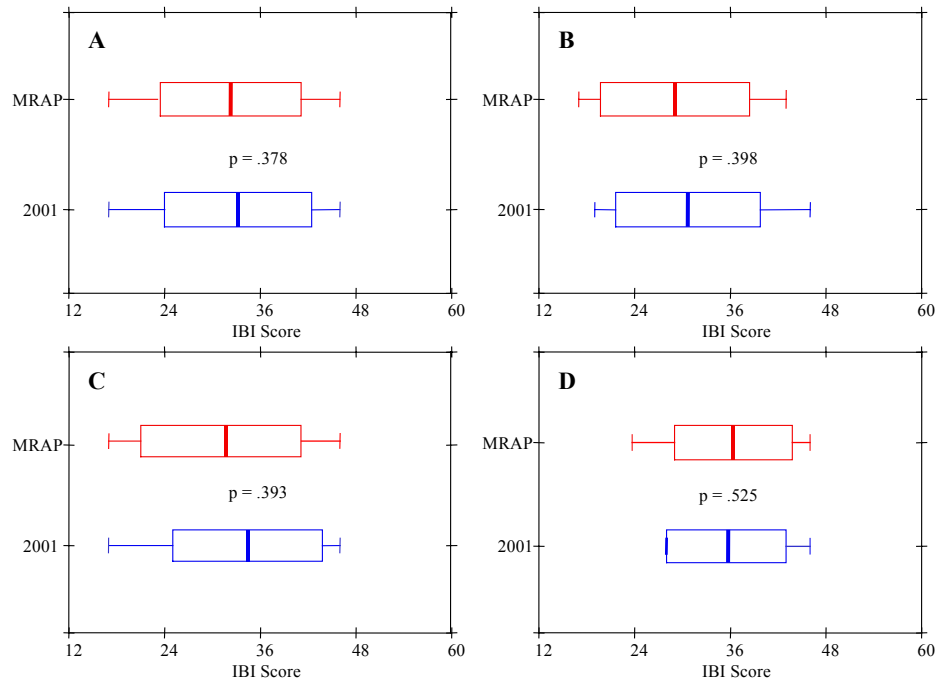 A
MRAP
p = .378
2001
12 24 36 48 60
IBI Score
B
MRAP
p = .398
2001
12 24 36 48 60
IBI Score
C
MRAP
p = .393
2001
12 24 36 48 60
IBI Score
D
MRAP
p = .525
2001
12 24 36 48 60
IBI Score